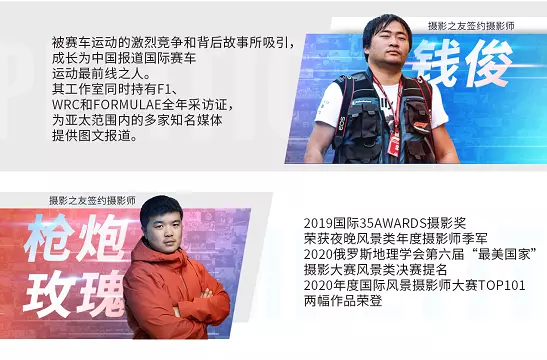 被赛车运动的激烈竞争和背后故事所吸引，
成长为中国报道国际赛车
运动最前线之人。
其工作室同时持有F1、
WRC和FORMULAE全年采访证，
为亚太范围内的多家知名媒体
提供图文报道。
摄影之友签约摄影师
钱俊
摄影之友签约摄影师
枪炮
玫瑰
2019国际35AWARDS摄影奖
荣获夜晚风景类年度摄影师季军
2020俄罗斯地理学会第六届“最美国家”
摄影大赛风景类决赛提名
2020年度国际风景摄影师大赛TOP101
两幅作品荣登